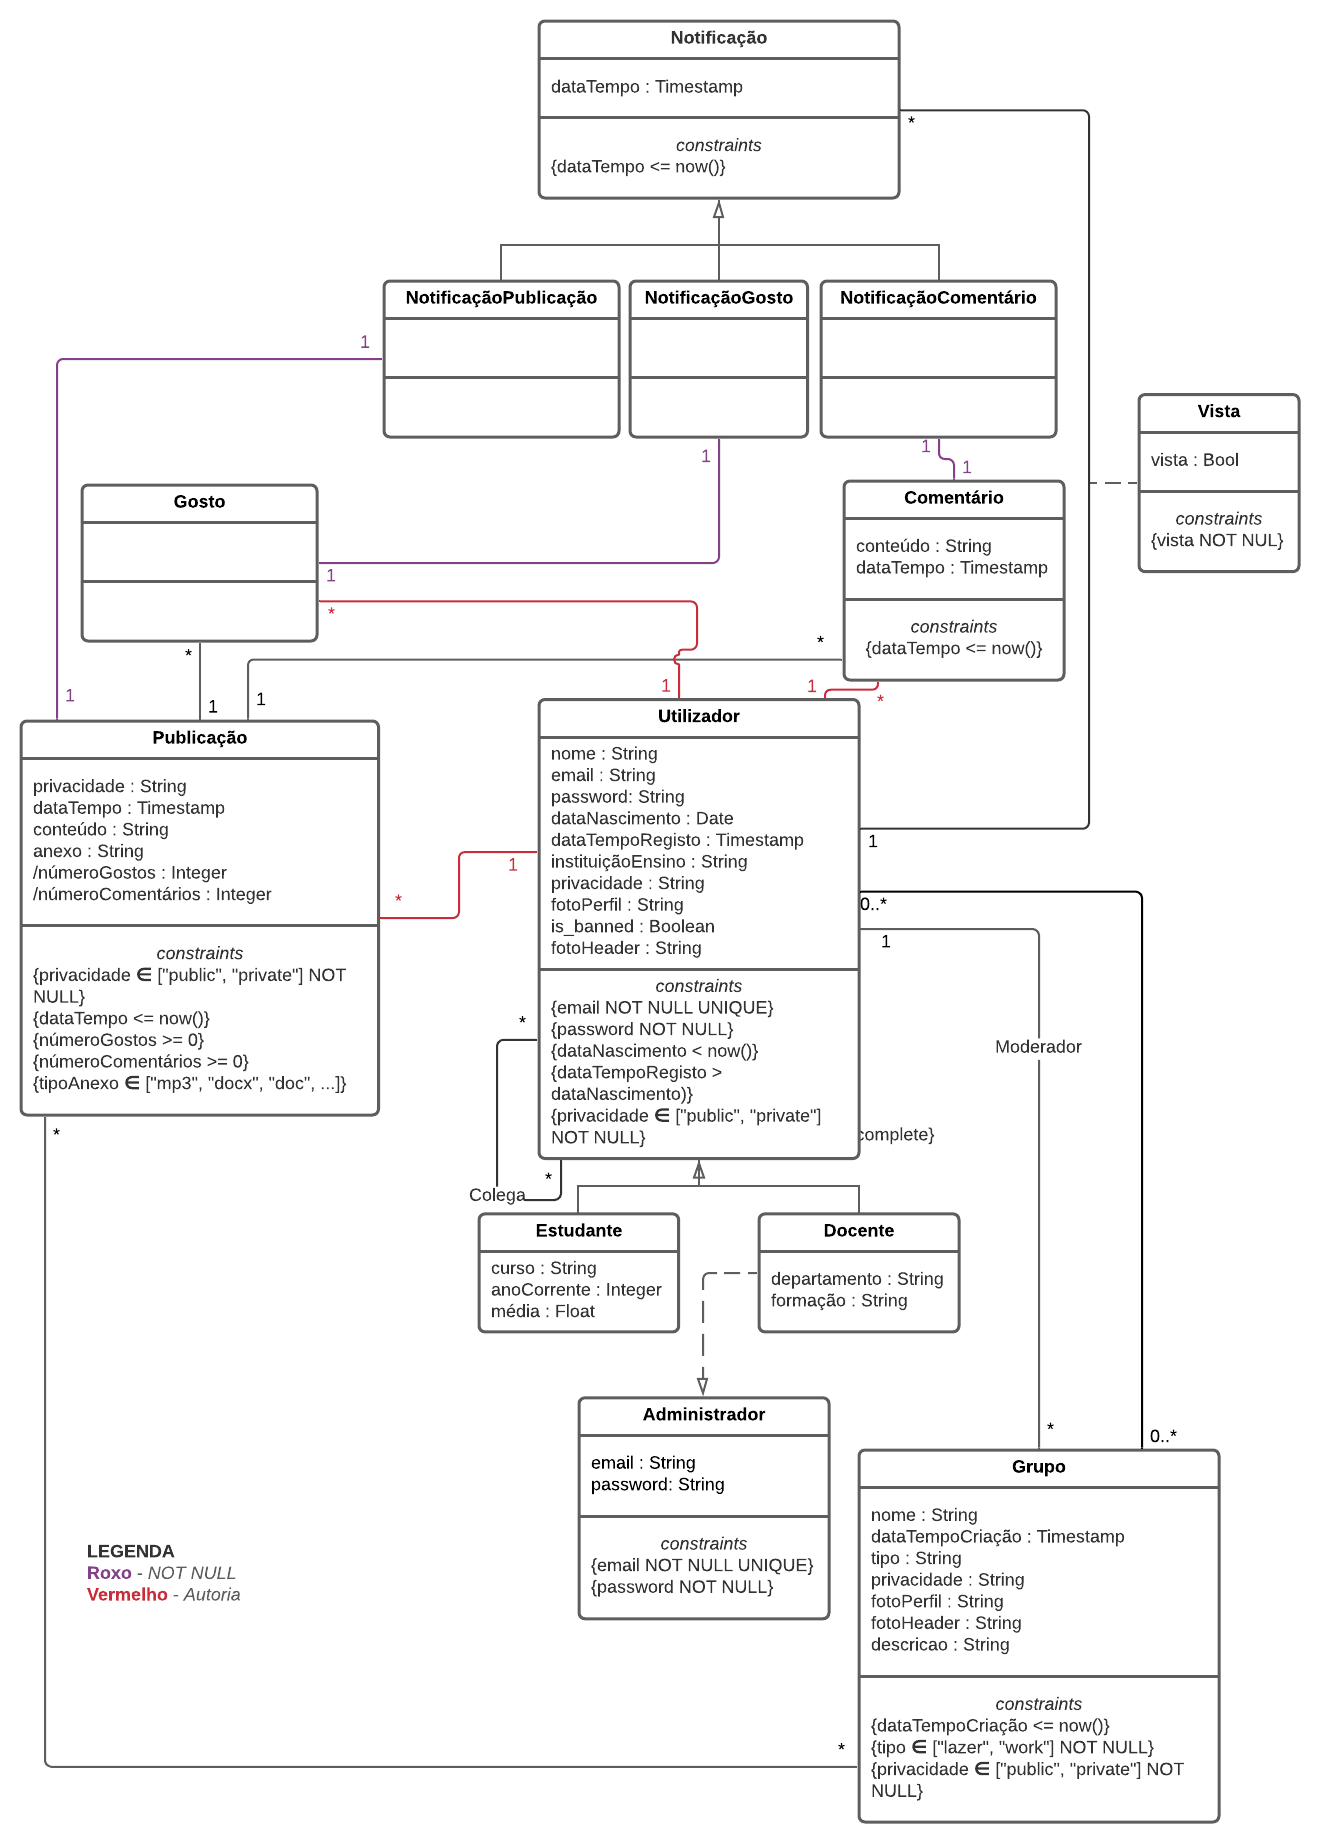 Notificação
dataTempo : Timestamp
*
constraints
{dataTempo <= now()}
NotificaçãoPublicação
NotificaçãoGosto
NotificaçãoComentário
1
1
1
1
Vista
vista : Bool
constraints
{vista NOT NUL}
Gosto
1
*
*
1
1
1
Comentário
conteúdo : String
dataTempo : Timestamp
constraints
{dataTempo <= now()}
*
1
1
*
Publicação
privacidade : String
dataTempo : Timestamp
conteúdo : String
anexo : String
/númeroGostos : Integer
/númeroComentários : Integer
constraints
{privacidade ∈ ["public", "private"] NOT
NULL}
{dataTempo <= now()}
{númeroGostos >= 0}
{númeroComentários >= 0}
{tipoAnexo ∈ ["mp3", "docx", "doc", ...]}
*
1
*
Utilizador
nome : String
email : String
password: String
dataNascimento : Date
dataTempoRegisto : Timestamp
instituiçãoEnsino : String
privacidade : String
fotoPerfil : String
is_banned : Boolean
fotoHeader : String
constraints
{email NOT NULL UNIQUE}
{password NOT NULL}
{dataNascimento < now()}
{dataTempoRegisto >
dataNascimento)}
{privacidade ∈ ["public", "private"]
NOT NULL}
1
0..*
1
Moderador
complete}
*
*
Colega
Estudante
curso : String
anoCorrente : Integer
média : Float
Docente
departamento : String
formação : String
Administrador
email : String
password: String
constraints
{email NOT NULL UNIQUE}
{password NOT NULL}
*
0..*
Grupo
nome : String
dataTempoCriação : Timestamp
tipo : String
privacidade : String
fotoPerfil : String
fotoHeader : String
descricao : String
constraints
{dataTempoCriação <= now()}
{tipo ∈ ["lazer", "work"] NOT NULL}
{privacidade ∈ ["public", "private"] NOT
NULL}
*
LEGENDA
Roxo - NOT NULL
Vermelho - Autoria